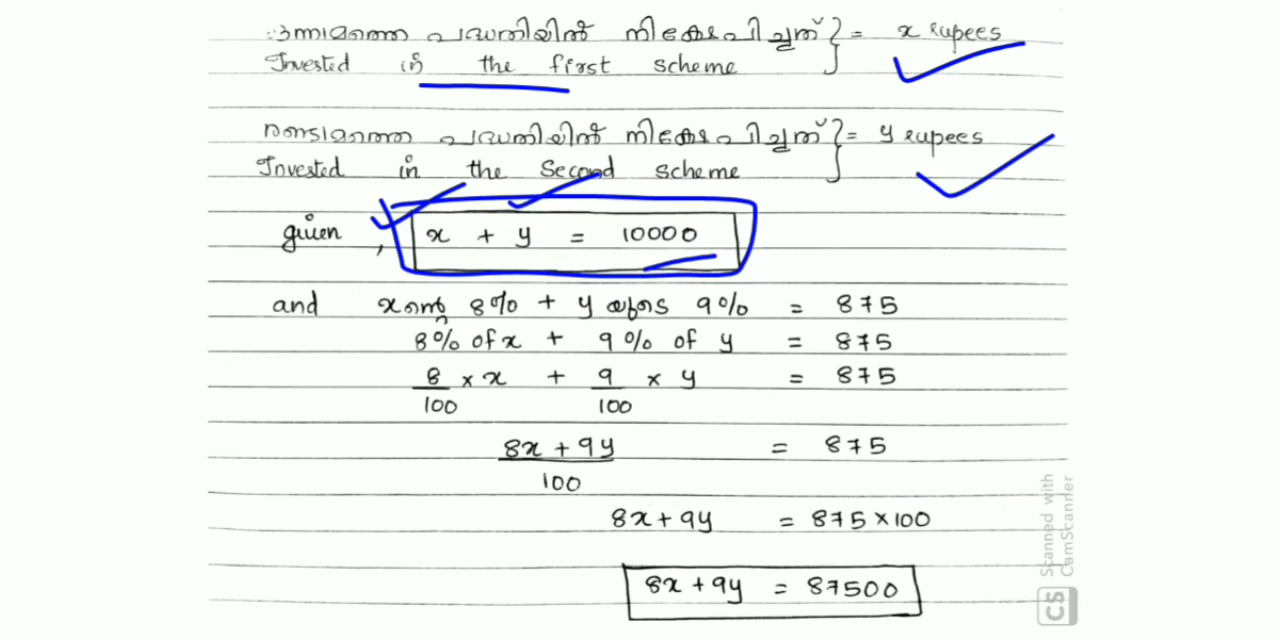 ഒന്നാമത്തെ പദ്ധതിയിൽ നിക്ഷേപിച്ചത് } = x rupees
Invested in the first scheme
രണ്ടാമത്തെ പദ്ധതിയിൽ നിക്ഷേപിച്ചത് } = y rupees
Invested in the Second scheme
given, x + y = 10000
and x ന്റെ 8% + y യുടെ 9% = 875
8% of x + 9% of y = 875
8/100 × x + 9/100 × y = 875
8x + 9y / 100 = 875
8x + 9y = 875 × 100
8x + 9y = 87500
CS Scanned with CamScanner